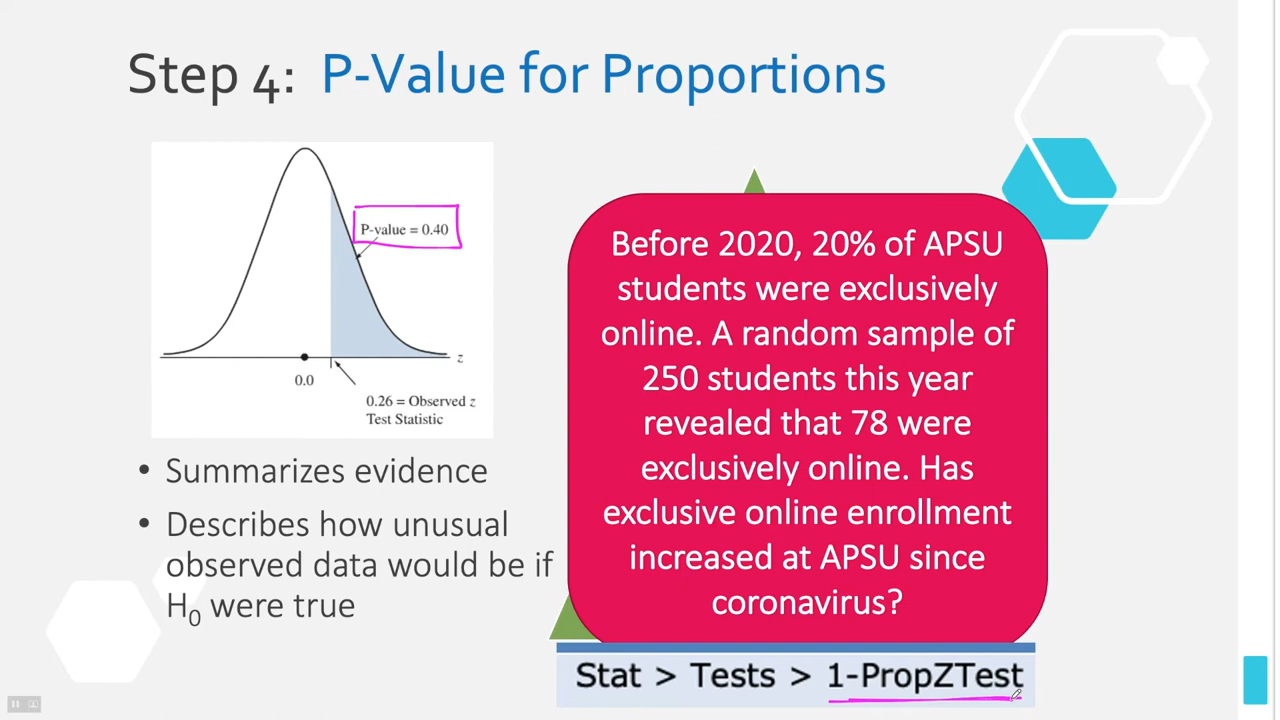 Step 4: P-Value for Proportions
P-value = 0.40
z
0.0
0.26 = Observed z
Test Statistic
• Summarizes evidence
• Describes how unusual
observed data would be if
H₀ were true
Before 2020, 20% of APSU
students were exclusively
online. A random sample of
250 students this year
revealed that 78 were
exclusively online. Has
exclusive online enrollment
increased at APSU since
coronavirus?
Stat > Tests > 1-PropZTest